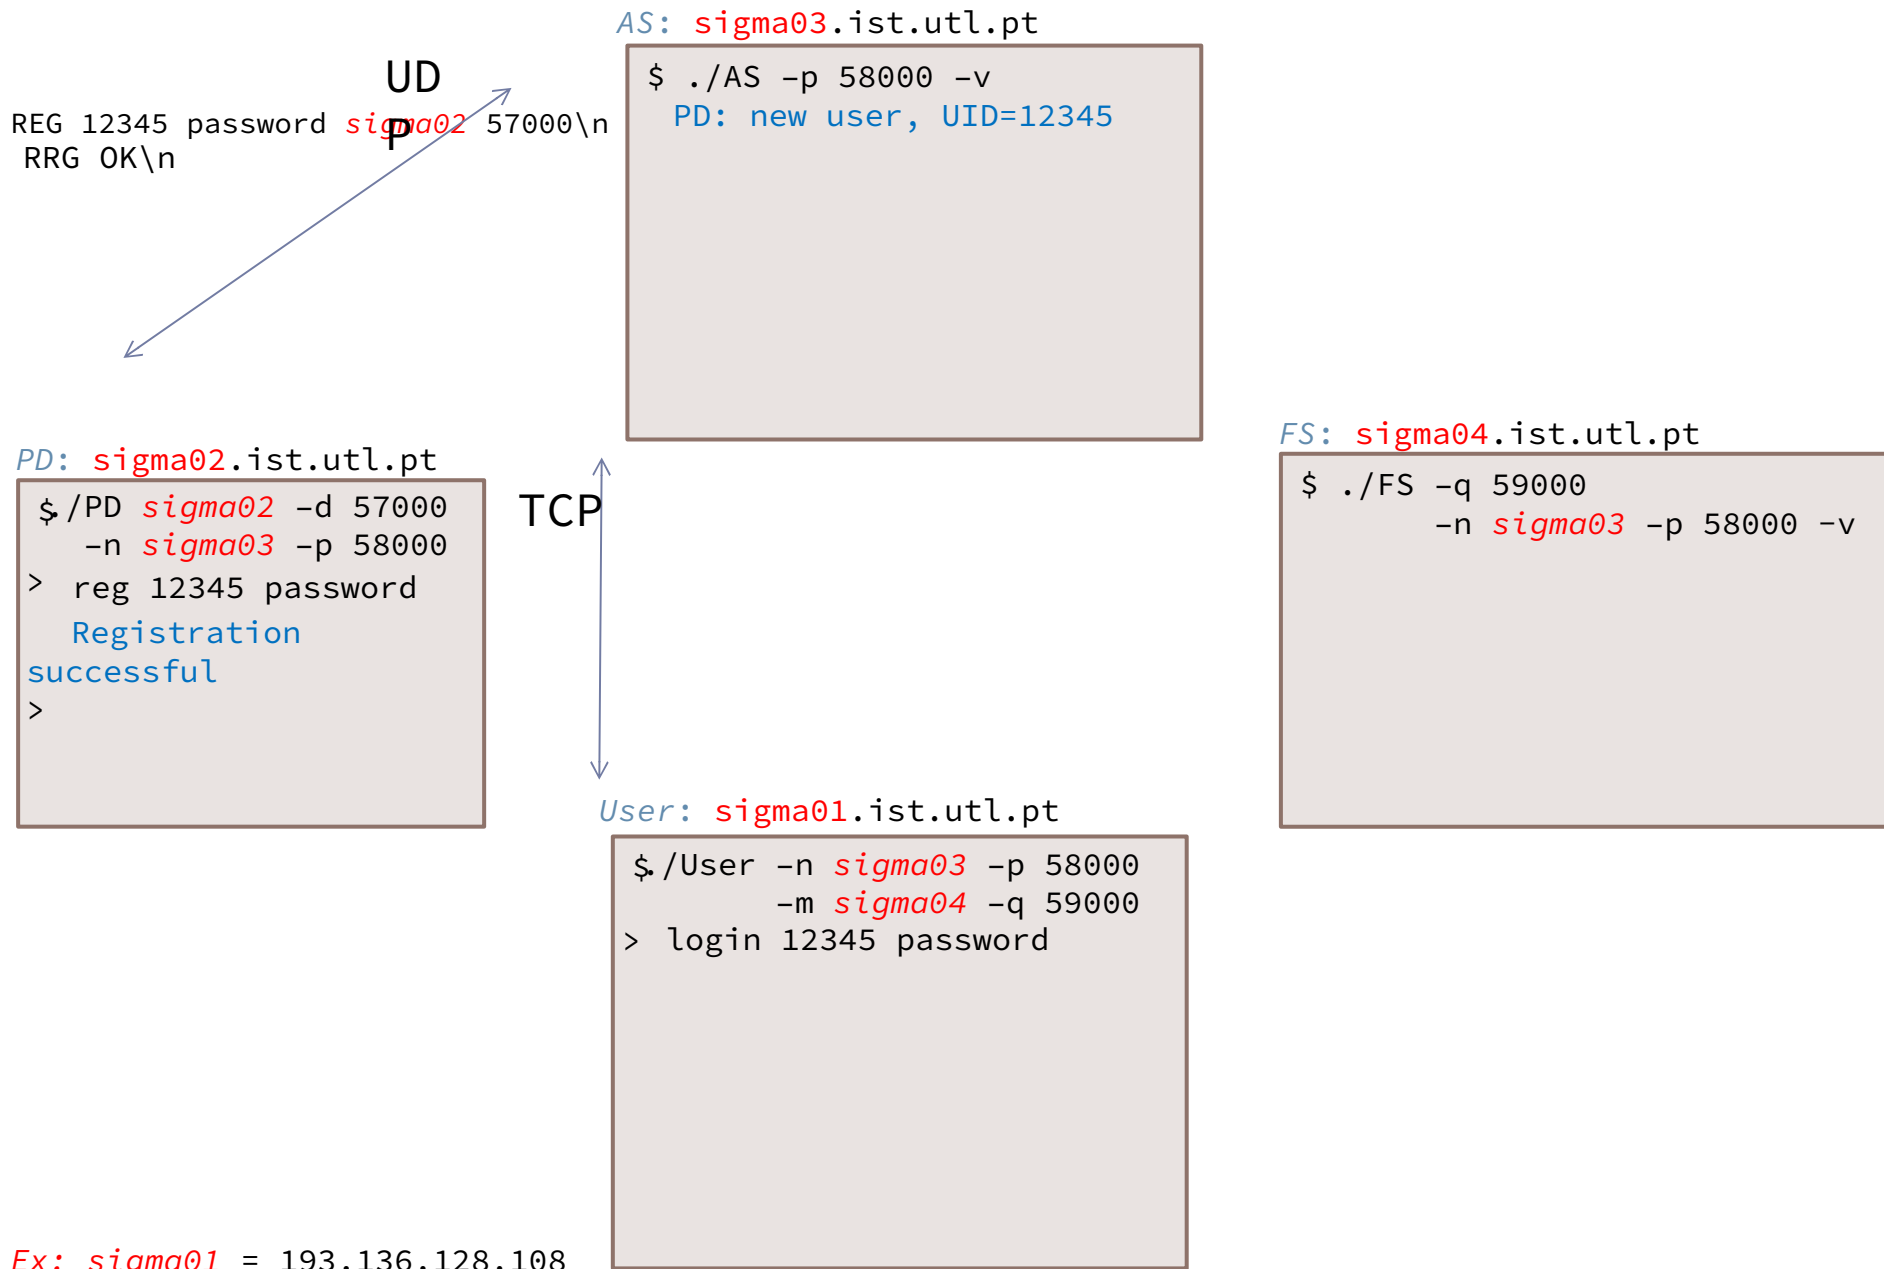 AS: sigma03.ist.utl.pt
$ ./AS –p 58000 –v
PD: new user, UID=12345
UD
P
REG 12345 password sigma02 57000\n
RRG OK\n
PD: sigma02.ist.utl.pt
$./PD sigma02 –d 57000
–n sigma03 –p 58000
> reg 12345 password
Registration
successful
>
TCP
FS: sigma04.ist.utl.pt
$ ./FS –q 59000
–n sigma03 –p 58000 –v
User: sigma01.ist.utl.pt
$./User –n sigma03 –p 58000
–m sigma04 –q 59000
> login 12345 password
Ex: sigma01 = 193.136.128.108